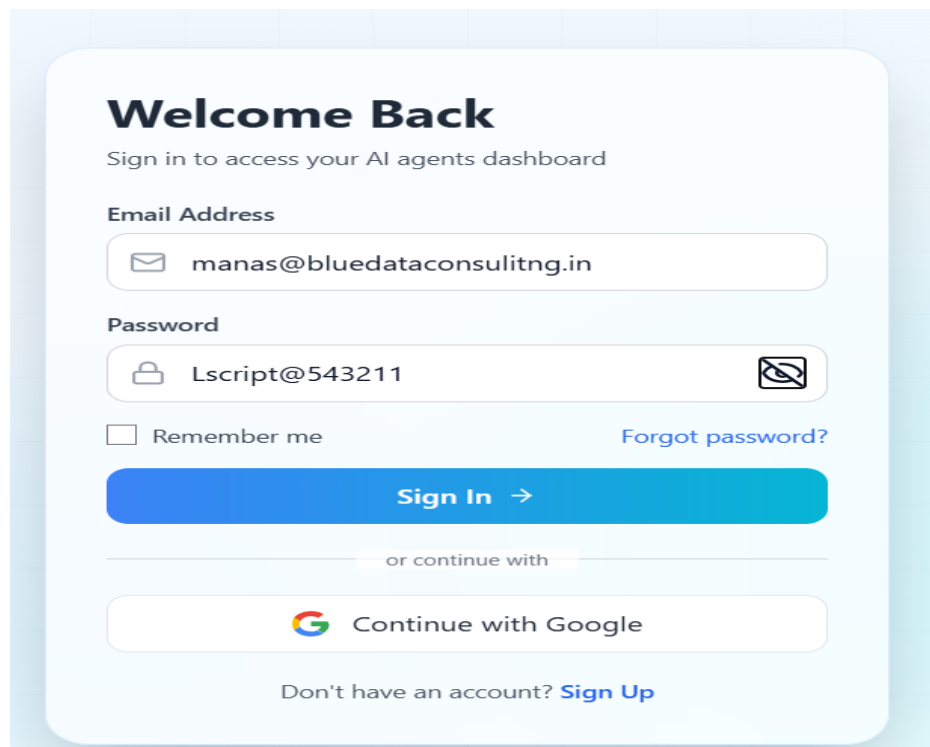 Welcome Back
Sign in to access your AI agents dashboard
Email Address
manas@bluedataconsulitng.in
Password
Lscript@543211
Remember me
Forgot password?
Sign In →
or continue with
Continue with Google
Don't have an account? Sign Up